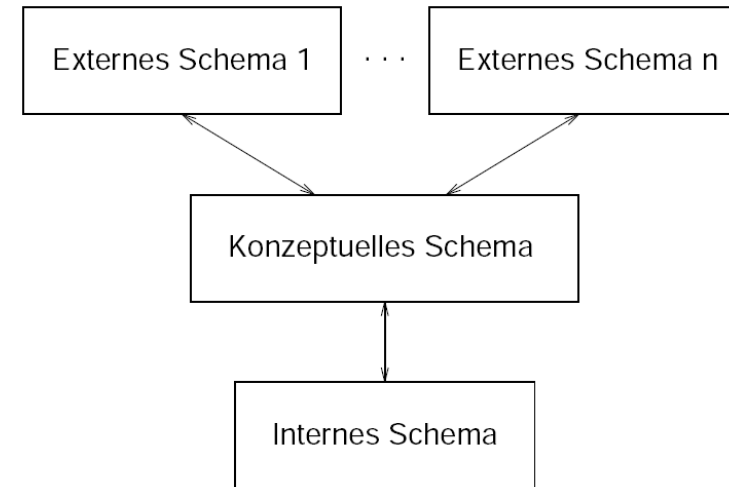 Externes Schema 1 . . . Externes Schema n
Konzeptuelles Schema
Internes Schema